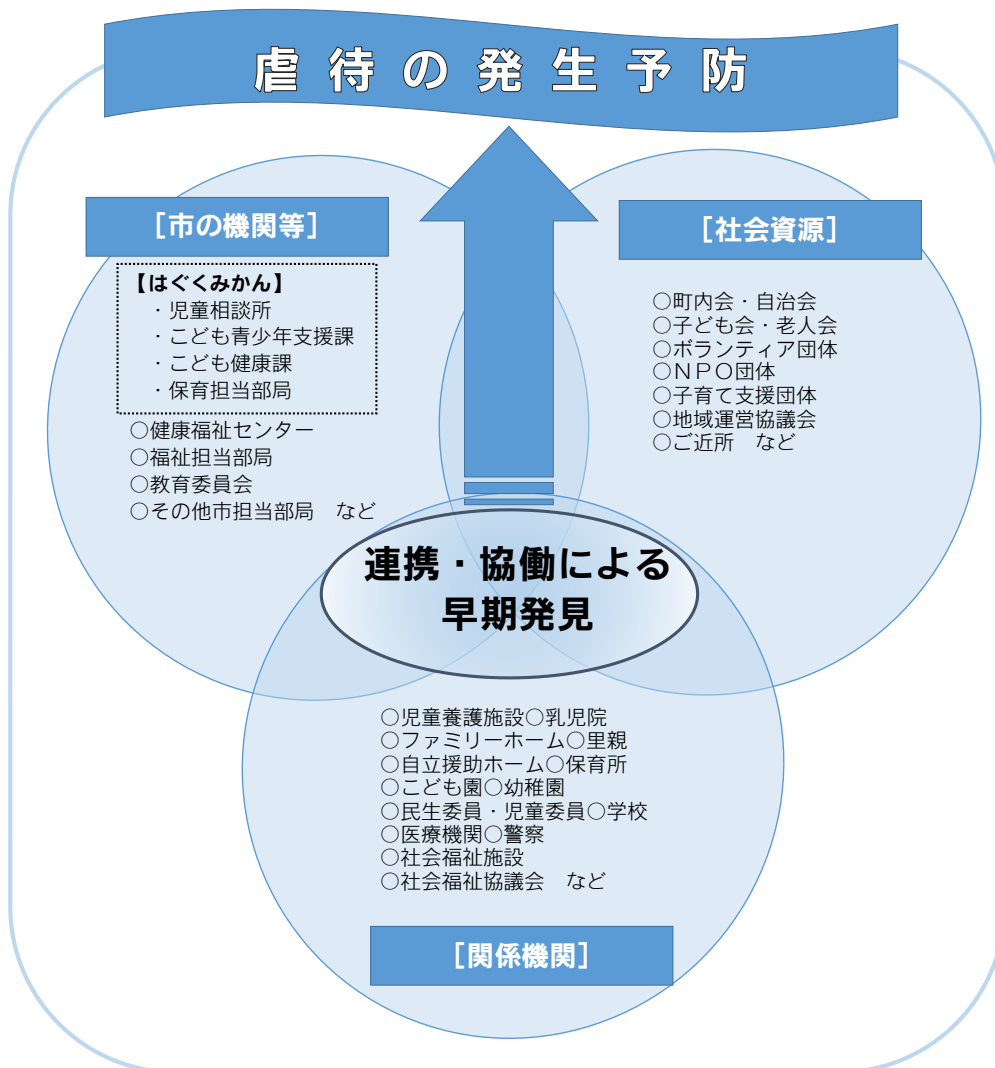 虐待の発生予防
［市の機関等］
【はぐくみかん】
・児童相談所
・こども青少年支援課
・こども健康課
・保育担当部局
○健康福祉センター
○福祉担当部局
○教育委員会
○その他市担当部局　など
［社会資源］
○町内会・自治会
○子ども会・老人会
○ボランティア団体
○ＮＰＯ団体
○子育て支援団体
○地域運営協議会
○ご近所　など
連携・協働による
早期発見
○児童養護施設○乳児院
○ファミリーホーム○里親
○自立援助ホーム○保育所
○こども園○幼稚園
○民生委員・児童委員○学校
○医療機関○警察
○社会福祉施設
○社会福祉協議会　など
［関係機関］